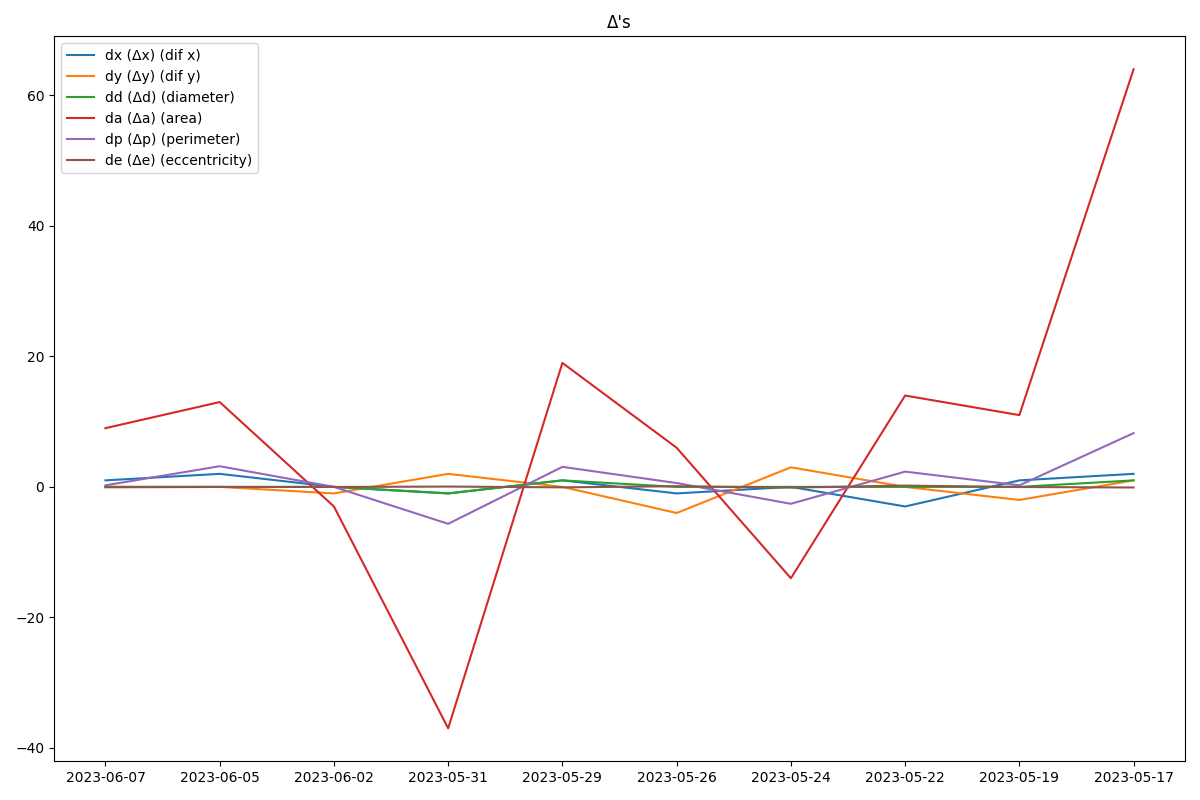 Δ's
dx (Δx) (dif x)
dy (Δy) (dif y)
dd (Δd) (diameter)
da (Δa) (area)
dp (Δp) (perimeter)
de (Δe) (eccentricity)
60
40
20
0
−20
−40
2023-06-07 2023-06-05 2023-06-02 2023-05-31 2023-05-29 2023-05-26 2023-05-24 2023-05-22 2023-05-19 2023-05-17